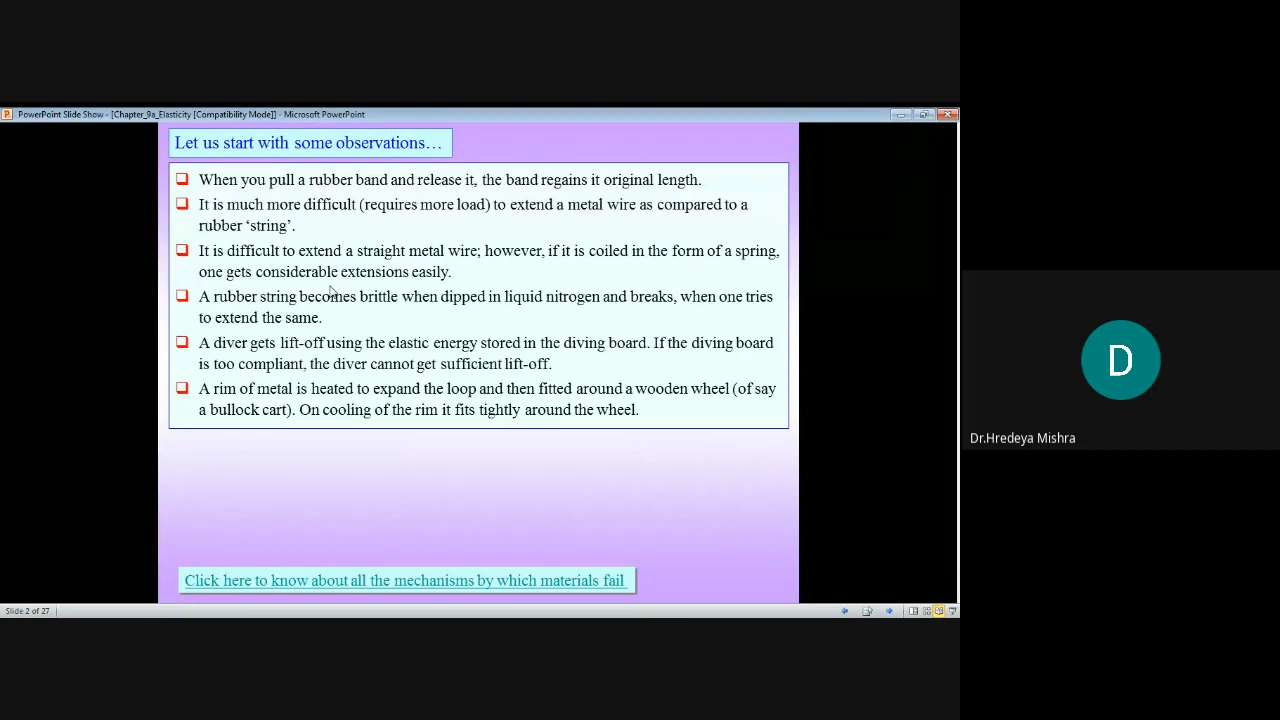 PowerPoint Slide Show - [Chapter_9a_Elasticity [Compatibility Mode]] - Microsoft PowerPoint
Let us start with some observations…
When you pull a rubber band and release it, the band regains it original length.
It is much more difficult (requires more load) to extend a metal wire as compared to a
rubber ‘string’.
It is difficult to extend a straight metal wire; however, if it is coiled in the form of a spring,
one gets considerable extensions easily.
A rubber string becomes brittle when dipped in liquid nitrogen and breaks, when one tries
to extend the same.
A diver gets lift-off using the elastic energy stored in the diving board. If the diving board
is too compliant, the diver cannot get sufficient lift-off.
A rim of metal is heated to expand the loop and then fitted around a wooden wheel (of say
a bullock cart). On cooling of the rim it fits tightly around the wheel.
Click here to know about all the mechanisms by which materials fail
Slide 2 of 27
D
Dr.Hredeya Mishra